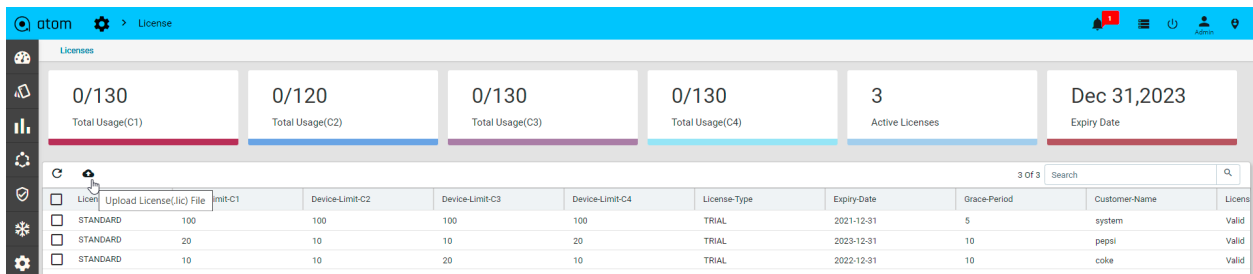 atom > License 1 Admin
Licenses
0/130 0/120 0/130 0/130 3 Dec 31,2023
Total Usage(C1) Total Usage(C2) Total Usage(C3) Total Usage(C4) Active Licenses Expiry Date
3 Of 3 Search
Upload License(.lic) File
Licen imit-C1 Device-Limit-C2 Device-Limit-C3 Device-Limit-C4 License-Type Expiry-Date Grace-Period Customer-Name Licens
STANDARD 100 100 100 100 TRIAL 2021-12-31 5 system Valid
STANDARD 20 10 10 20 TRIAL 2023-12-31 10 pepsi Valid
STANDARD 10 10 20 10 TRIAL 2022-12-31 10 coke Valid